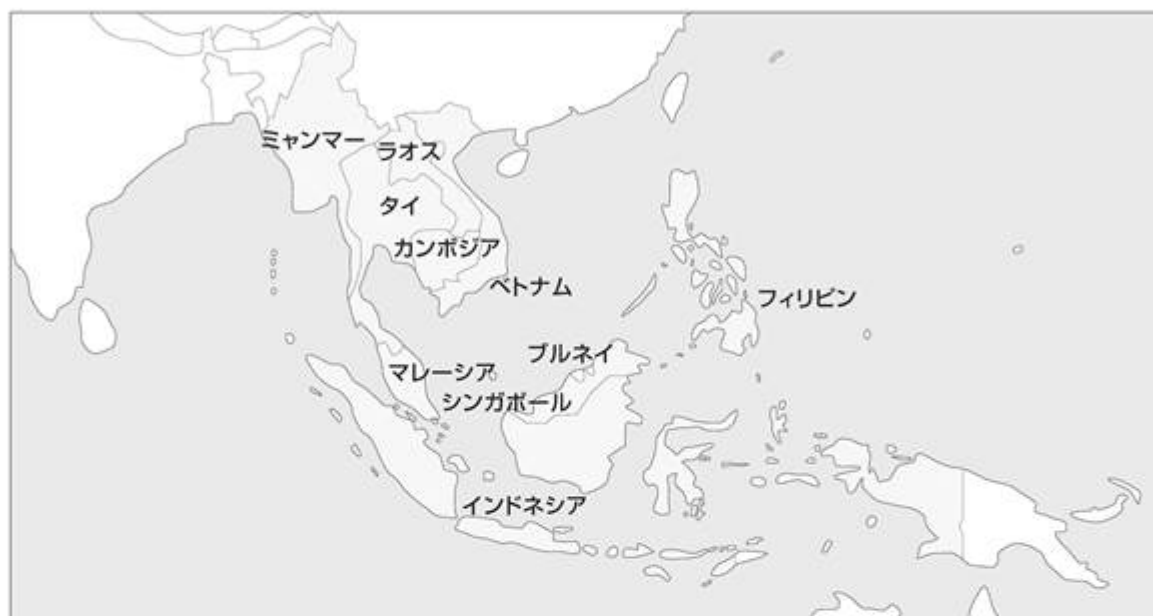 ミャンマー
ラオス
タイ
カンボジア
ベトナム
フィリピン
ブルネイ
マレーシア
シンガポール
インドネシア